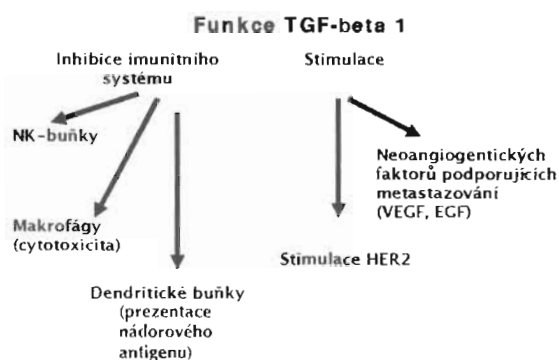 Funkce TGF-beta 1
Inhibice imunitního
systému
Stimulace
NK-buňky
Neoangiogentických
faktorů podporujících
metastazování
(VEGF, EGF)
Makrofágy
(cytotoxicita)
Stimulace HER2
Dendritické buňky
(prezentace
nádorového
antigenu)